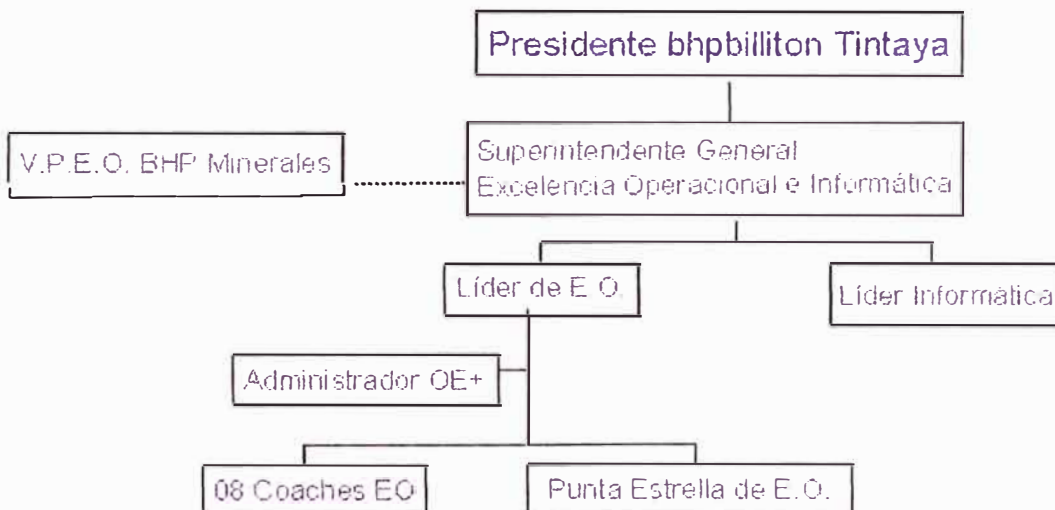 Presidente bhpbilliton Tintaya
V.P.E.O. BHP Minerales
Superintendente General
Excelencia Operacional e Informática
Líder de E.O.
Líder Informática
Administrador OE+
08 Coaches EO
Punta Estrella de E.O.